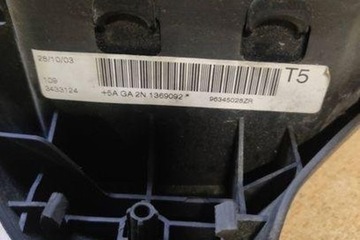 28/10/03
T5
109
3433124
+5A GA 2N 1369092 *
96345028ZR